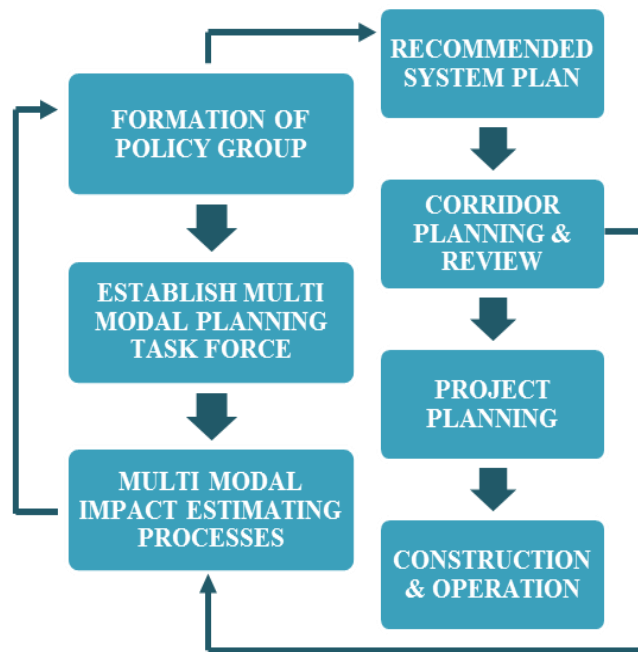 FORMATION OF
POLICY GROUP
ESTABLISH MULTI
MODAL PLANNING
TASK FORCE
MULTI MODAL
IMPACT ESTIMATING
PROCESSES
RECOMMENDED
SYSTEM PLAN
CORRIDOR
PLANNING &
REVIEW
PROJECT
PLANNING
CONSTRUCTION
& OPERATION